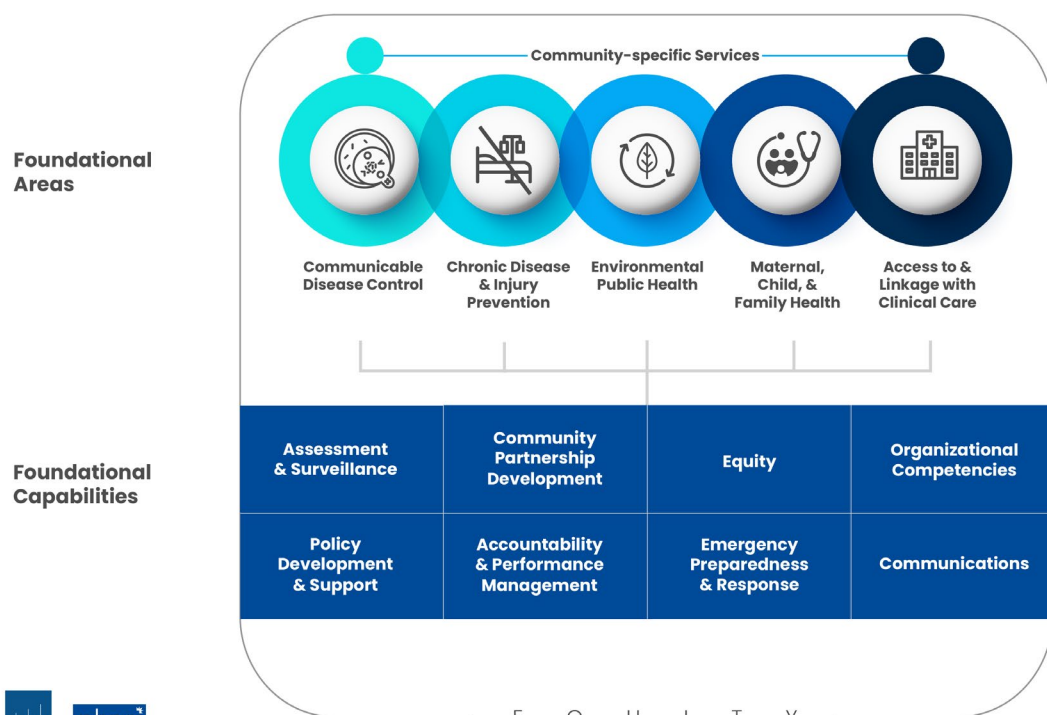 Community-specific Services
Foundational
Areas
Communicable
Disease Control
Chronic Disease
& Injury
Prevention
Environmental
Public Health
Maternal,
Child, &
Family Health
Access to &
Linkage with
Clinical Care
Foundational
Capabilities
Assessment
& Surveillance
Community
Partnership
Development
Equity
Organizational
Competencies
Policy
Development
& Support
Accountability
& Performance
Management
Emergency
Preparedness
& Response
Communications
E Q U I T Y